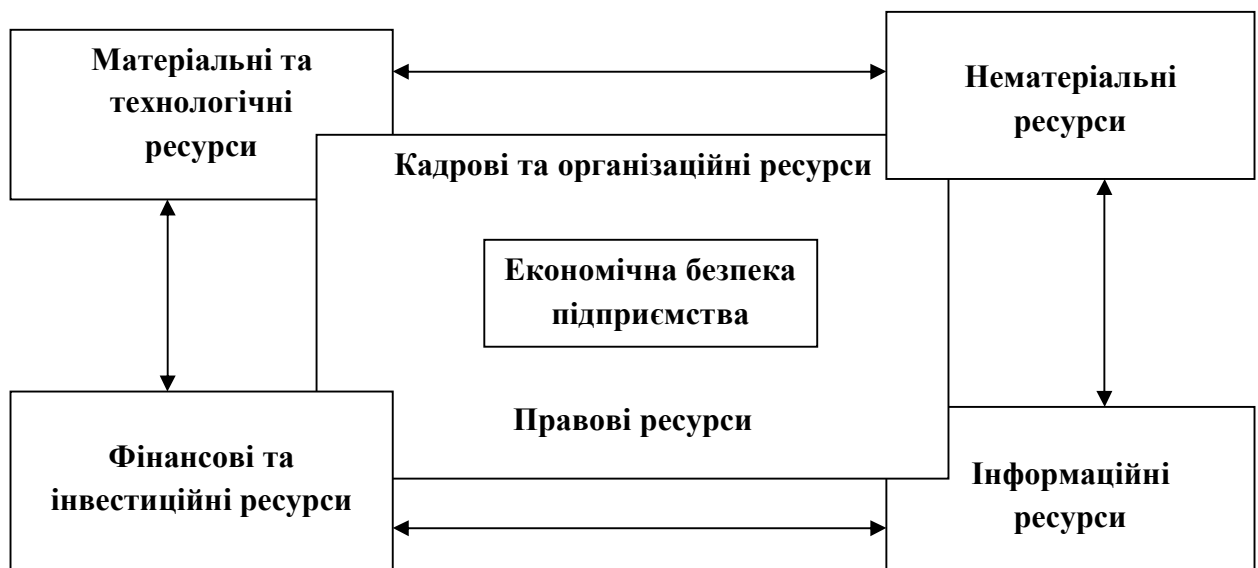 Матеріальні та
технологічні
ресурси
Нематеріальні
ресурси
Кадрові та організаційні ресурси
Економічна безпека
підприємства
Правові ресурси
Фінансові та
інвестиційні ресурси
Інформаційні
ресурси